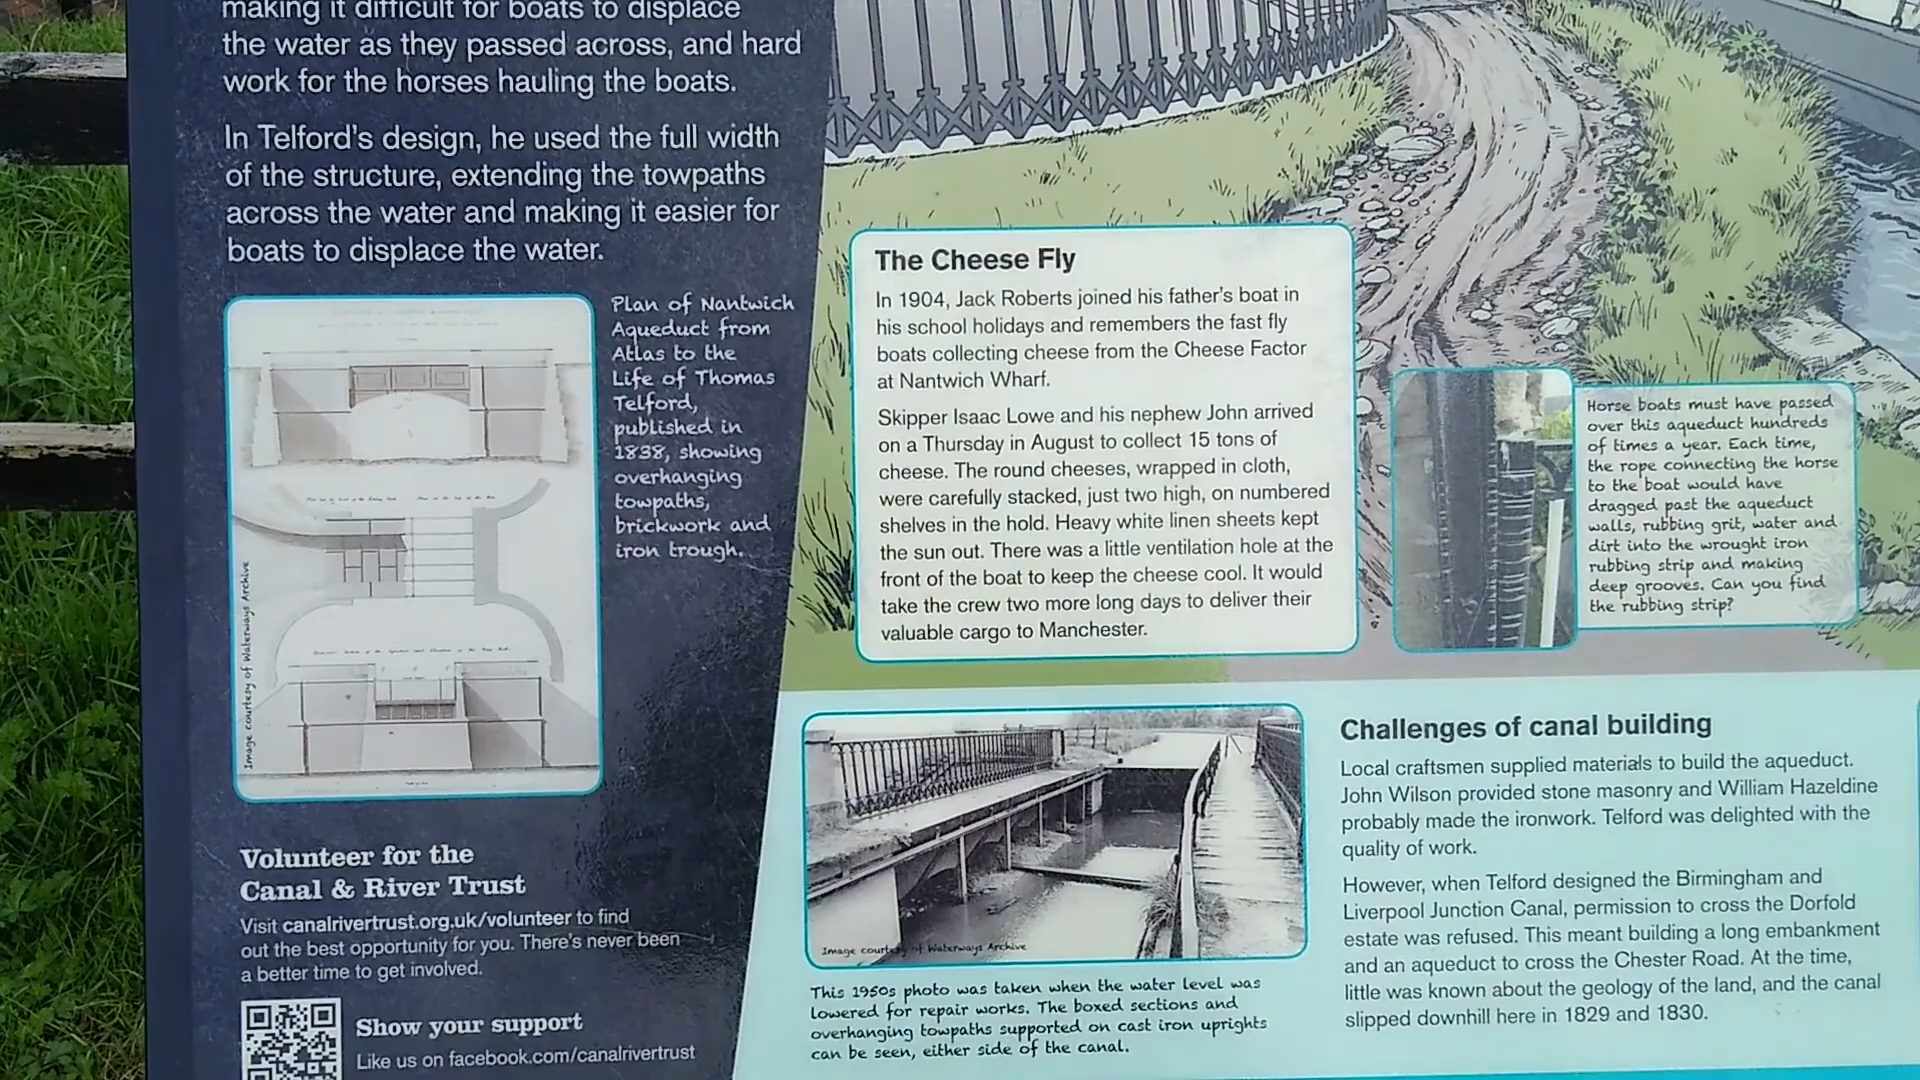 making it difficult for boats to displace
the water as they passed across, and hard
work for the horses hauling the boats.
In Telford's design, he used the full width
of the structure, extending the towpaths
across the water and making it easier for
boats to displace the water.
Plan of Nantwich
Aqueduct from
Atlas to the
Life of Thomas
Telford,
published in
1838, showing
overhanging
towpaths,
brickwork and
iron trough.
Image courtesy of Waterways Archive
Volunteer for the
Canal & River Trust
Visit canalrivertrust.org.uk/volunteer to find
out the best opportunity for you. There's never been
a better time to get involved.
Show your support
Like us on facebook.com/canalrivertrust
The Cheese Fly
In 1904, Jack Roberts joined his father's boat in
his school holidays and remembers the fast fly
boats collecting cheese from the Cheese Factor
at Nantwich Wharf.
Skipper Isaac Lowe and his nephew John arrived
on a Thursday in August to collect 15 tons of
cheese. The round cheeses, wrapped in cloth,
were carefully stacked, just two high, on numbered
shelves in the hold. Heavy white linen sheets kept
the sun out. There was a little ventilation hole at the
front of the boat to keep the cheese cool. It would
take the crew two more long days to deliver their
valuable cargo to Manchester.
Horse boats must have passed
over this aqueduct hundreds
of times a year. Each time,
the rope connecting the horse
to the boat would have
dragged past the aqueduct
walls, rubbing grit, water and
dirt into the wrought iron
rubbing strip and making
deep grooves. Can you find
the rubbing strip?
Image courtesy of Waterways Archive
This 1950s photo was taken when the water level was
lowered for repair works. The boxed sections and
overhanging towpaths supported on cast iron uprights
can be seen, either side of the canal.
Challenges of canal building
Local craftsmen supplied materials to build the aqueduct.
John Wilson provided stone masonry and William Hazeldine
probably made the ironwork. Telford was delighted with the
quality of work.
However, when Telford designed the Birmingham and
Liverpool Junction Canal, permission to cross the Dorfold
estate was refused. This meant building a long embankment
and an aqueduct to cross the Chester Road. At the time,
little was known about the geology of the land, and the canal
slipped downhill here in 1829 and 1830.